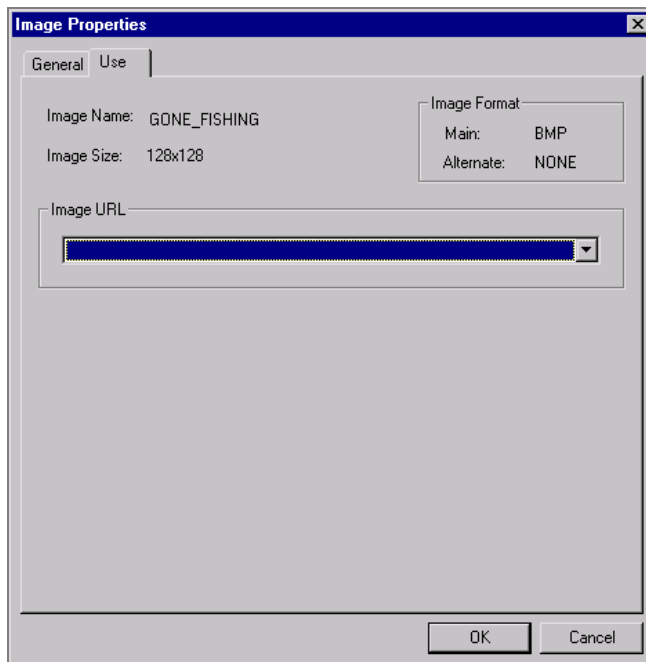 Image Properties
General Use
Image Name: GONE_FISHING
Image Size: 128x128
Image Format
Main: BMP
Alternate: NONE
Image URL
OK Cancel